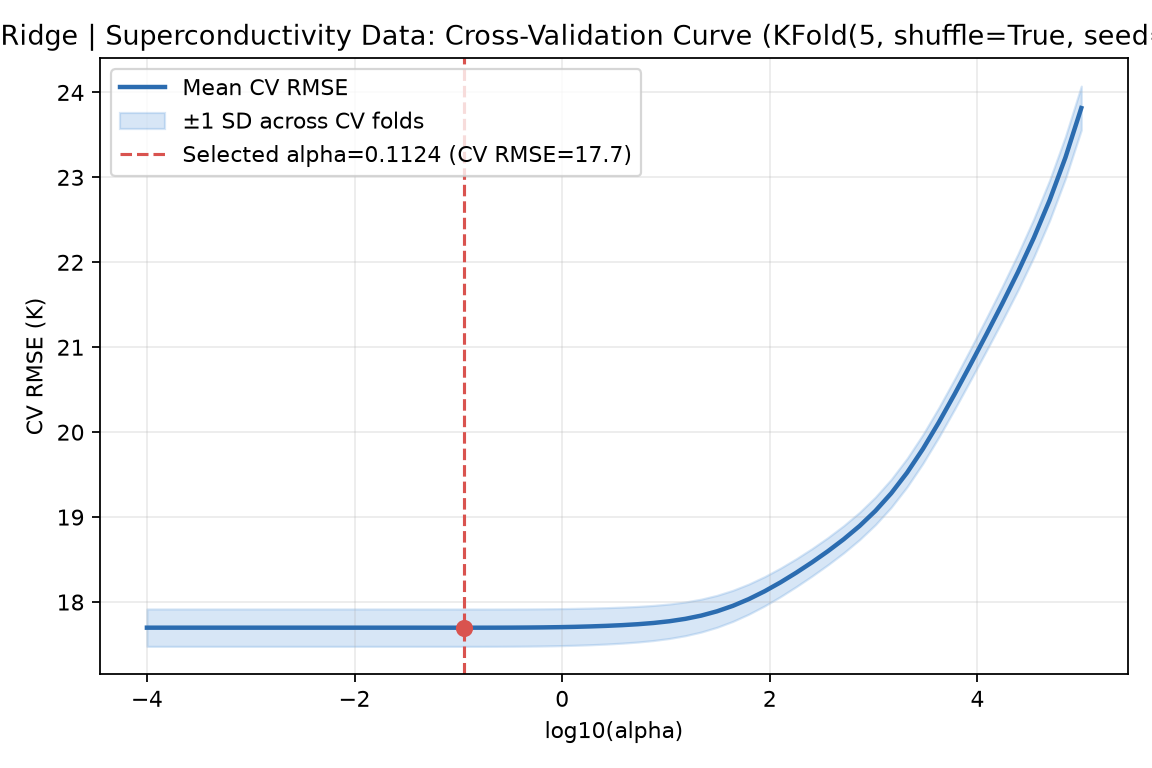 Ridge | Superconductivity Data: Cross-Validation Curve (KFold(5, shuffle=True, seed=
Mean CV RMSE
±1 SD across CV folds
Selected alpha=0.1124 (CV RMSE=17.7)
24
23
22
21
20
19
18
CV RMSE (K)
−4
−2
0
2
4
log10(alpha)